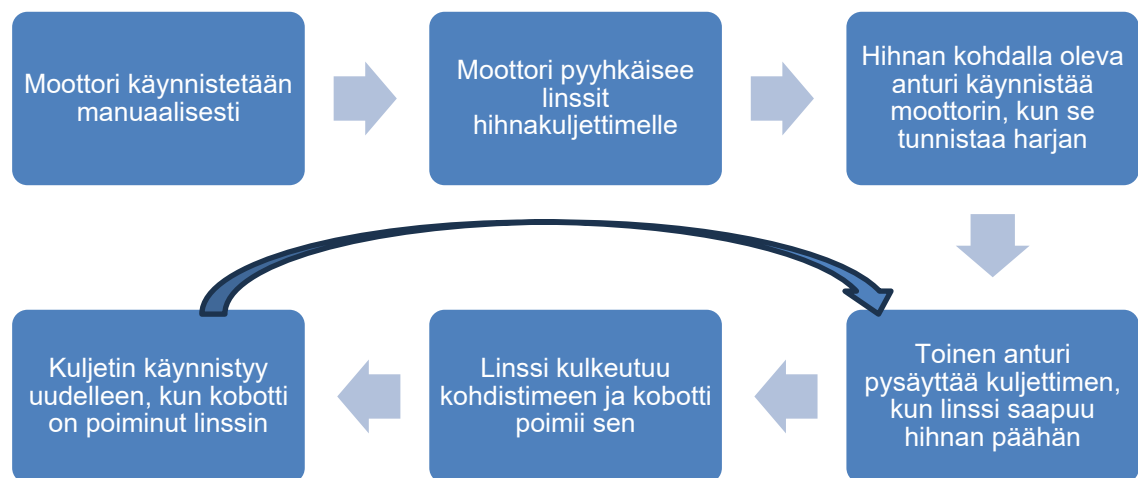 Moottori käynnistetään
manuaalisesti
Moottori pyyhkäisee
linssit
hihnakuljettimelle
Hihnan kohdalla oleva
anturi käynnistää
moottorin, kun se
tunnistaa harjan
Toinen anturi
pysäyttää kuljettimen,
kun linssi saapuu
hihnan päähän
Linssi kulkeutuu
kohdistimeen ja kobotti
poimii sen
Kuljetin käynnistyy
uudelleen, kun kobotti
on poiminut linssin